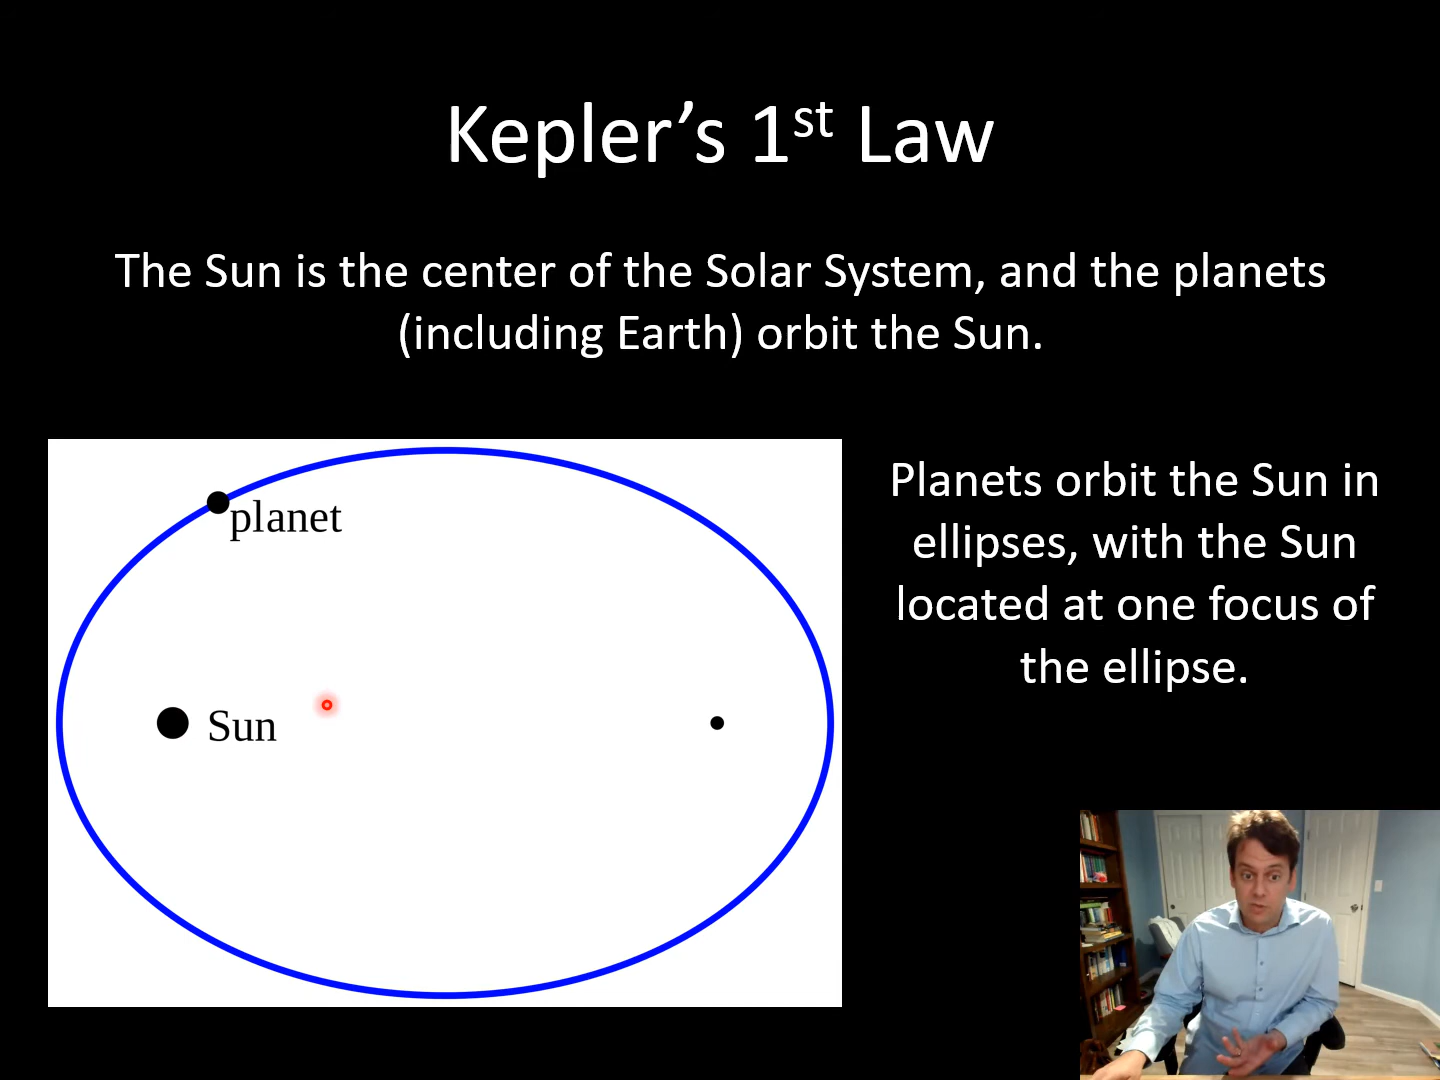 Kepler’s 1st Law
The Sun is the center of the Solar System, and the planets
(including Earth) orbit the Sun.
planet
Sun
Planets orbit the Sun in
ellipses, with the Sun
located at one focus of
the ellipse.